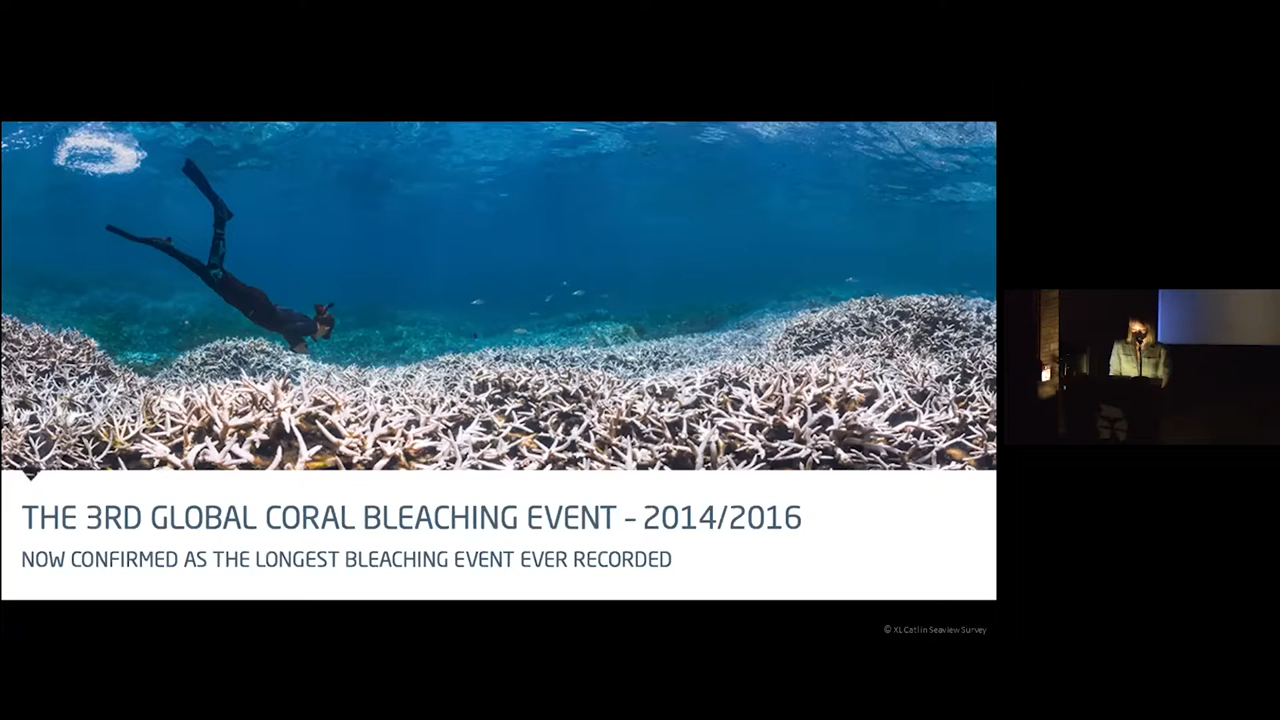 THE 3RD GLOBAL CORAL BLEACHING EVENT – 2014/2016
NOW CONFIRMED AS THE LONGEST BLEACHING EVENT EVER RECORDED
© XL Catlin Seaview Survey